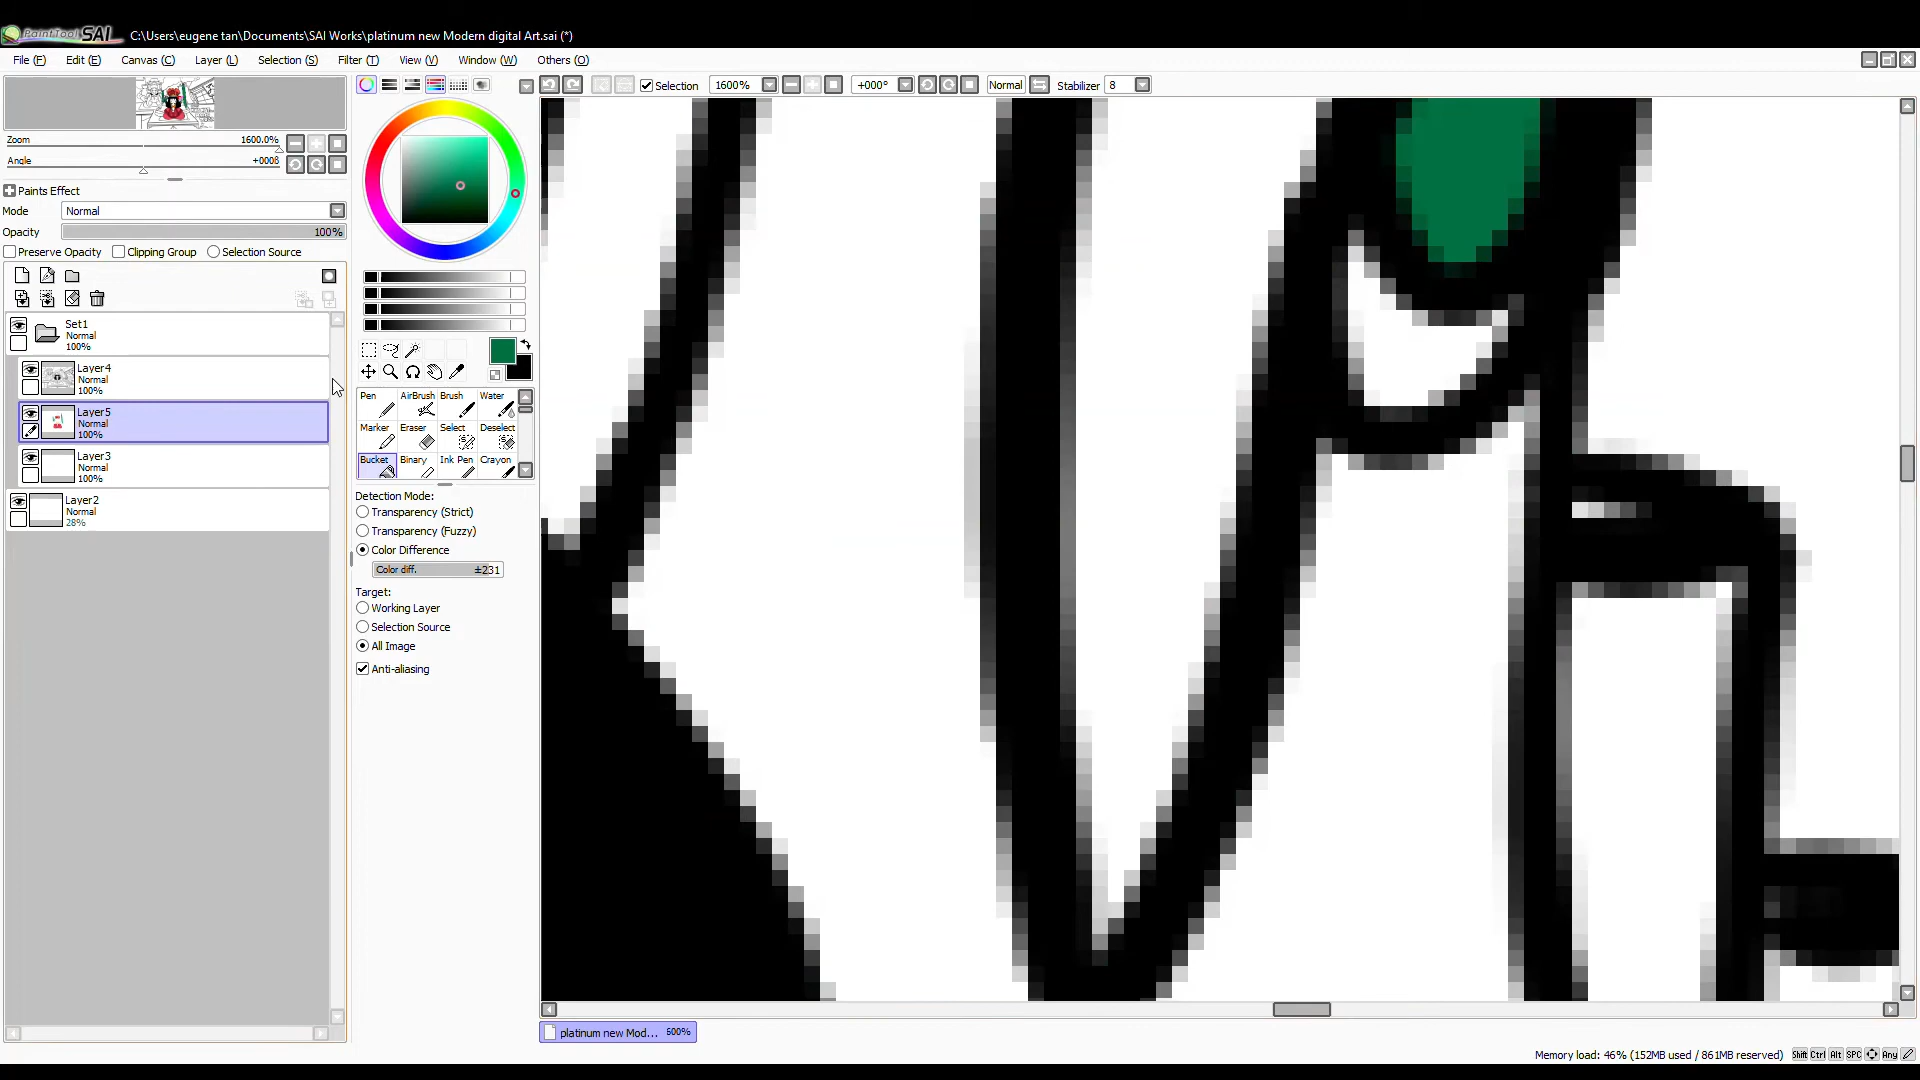 PaintTool SAI C:\Users\eugene tan\Documents\SAI Works\platinum new Modern digital Art.sai (*)
File (F) Edit (E) Canvas (C) Layer (L) Selection (S) Filter (T) View (V) Window (W) Others (O)
Selection 1600% +000° Normal Stabilizer 8
Zoom 1600.0%
Angle +0008
Paints Effect
Mode Normal
Opacity 100%
Preserve Opacity Clipping Group Selection Source
Set1
Normal
100%
Layer4
Normal
100%
Layer5
Normal
100%
Layer3
Normal
100%
Layer2
Normal
28%
Pen AirBrush Brush Water
Marker Eraser Select Deselect
Bucket Binary Ink Pen Crayon
Detection Mode:
Transparency (Strict)
Transparency (Fuzzy)
Color Difference
Color diff. ±231
Target:
Working Layer
Selection Source
All Image
Anti-aliasing
platinum new Mod... 600%
Memory load: 46% (152MB used / 861MB reserved) Shift Ctrl Alt SPC Any